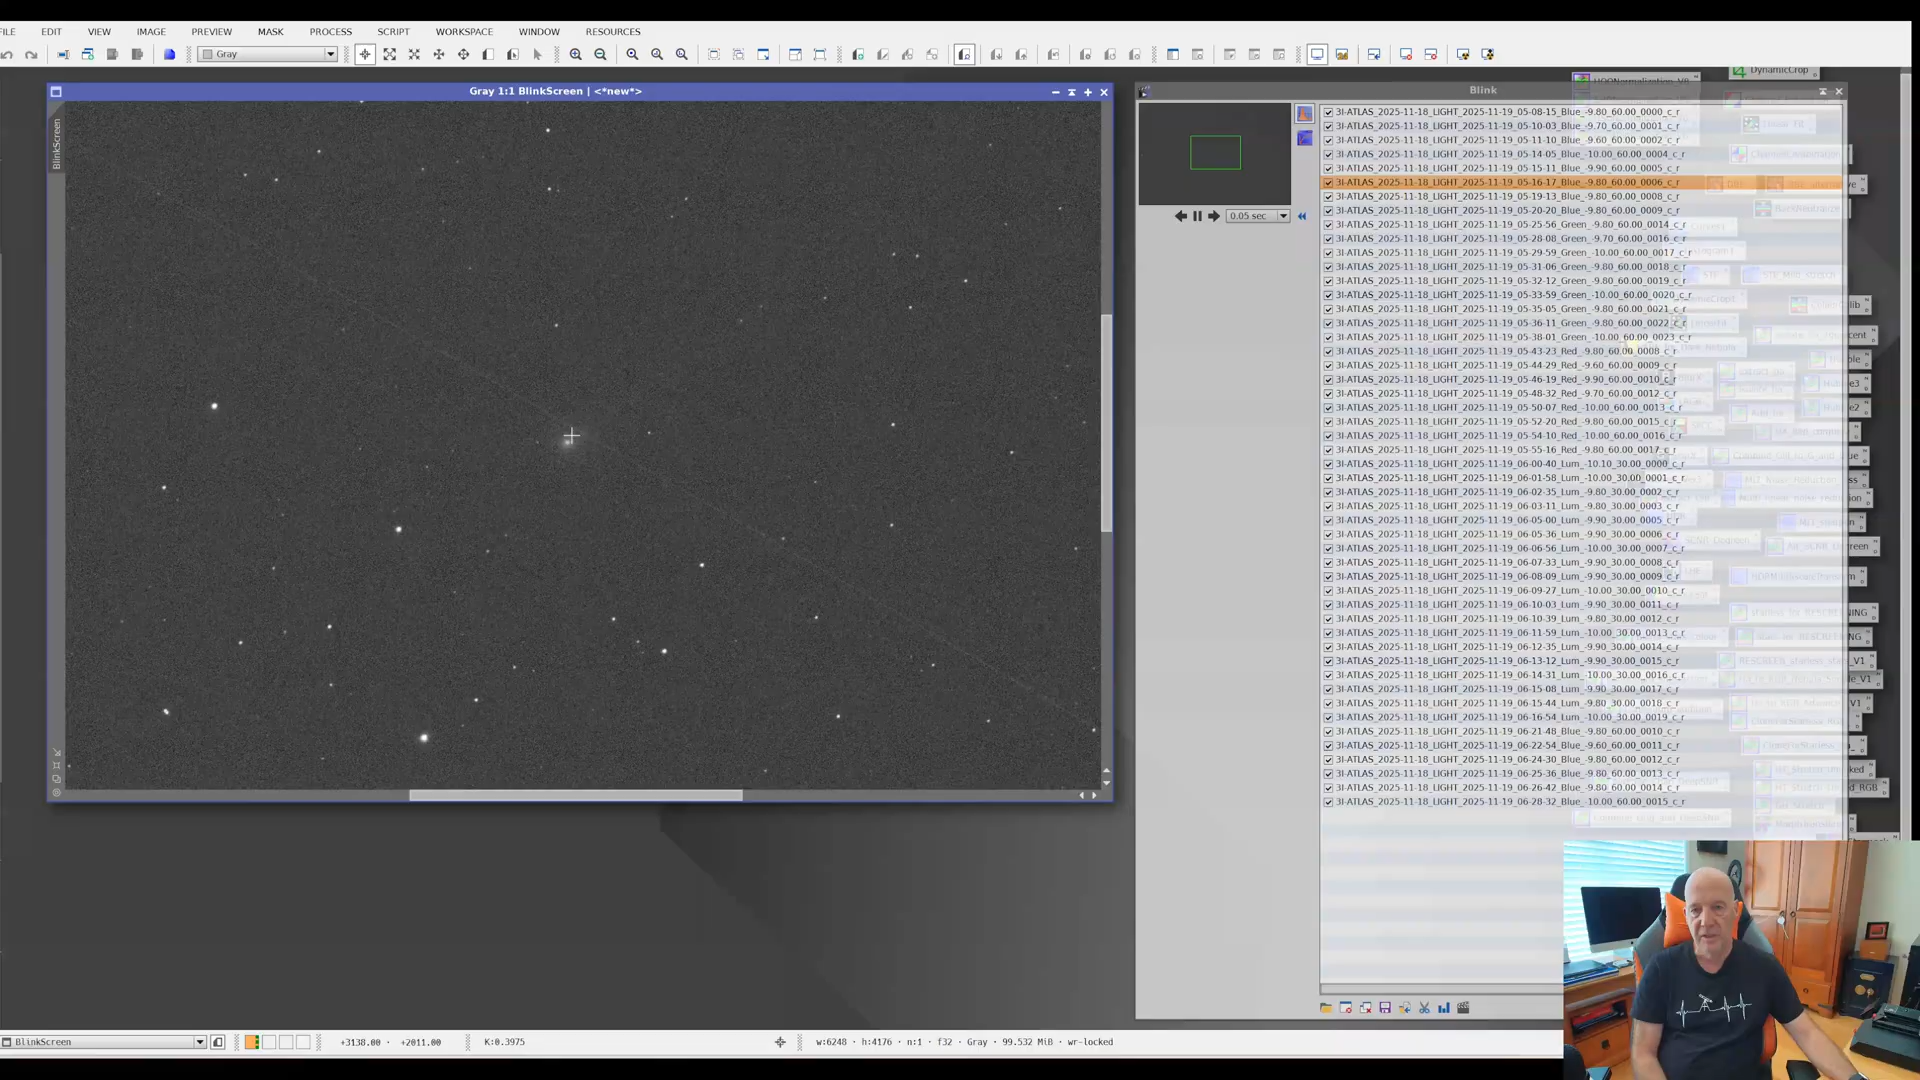 FILE EDIT VIEW IMAGE MASK PROCESS SCRIPT WORKSPACE WINDOW RESOURCES
Gray
Gray 1:1 BlinkScreen | <*new*>
BlinkScreen
Blink
0.05 sec
3I-ATLAS_2025-11-18_LIGHT_2025-11-19_05-08-15_Blue_-9.80_60.00_0000_c_r
3I-ATLAS_2025-11-18_LIGHT_2025-11-19_05-10-03_Blue_-9.70_60.00_0001_c_r
3I-ATLAS_2025-11-18_LIGHT_2025-11-19_05-11-10_Blue_-9.60_60.00_0002_c_r
3I-ATLAS_2025-11-18_LIGHT_2025-11-19_05-14-05_Blue_-10.00_60.00_0004_c_r
3I-ATLAS_2025-11-18_LIGHT_2025-11-19_05-15-11_Blue_-9.90_60.00_0005_c_r
3I-ATLAS_2025-11-18_LIGHT_2025-11-19_05-16-17_Blue_-9.80_60.00_0006_c_r
3I-ATLAS_2025-11-18_LIGHT_2025-11-19_05-19-13_Blue_-9.80_60.00_0008_c_r
3I-ATLAS_2025-11-18_LIGHT_2025-11-19_05-20-20_Blue_-9.80_60.00_0009_c_r
3I-ATLAS_2025-11-18_LIGHT_2025-11-19_05-25-56_Green_-9.80_60.00_0014_c_r
3I-ATLAS_2025-11-18_LIGHT_2025-11-19_05-28-08_Green_-9.70_60.00_0016_c_r
3I-ATLAS_2025-11-18_LIGHT_2025-11-19_05-29-59_Green_-10.00_60.00_0017_c_r
3I-ATLAS_2025-11-18_LIGHT_2025-11-19_05-31-06_Green_-9.80_60.00_0018_c_r
3I-ATLAS_2025-11-18_LIGHT_2025-11-19_05-32-12_Green_-9.80_60.00_0019_c_r
3I-ATLAS_2025-11-18_LIGHT_2025-11-19_05-33-59_Green_-10.00_60.00_0020_c_r
3I-ATLAS_2025-11-18_LIGHT_2025-11-19_05-35-05_Green_-9.80_60.00_0021_c_r
3I-ATLAS_2025-11-18_LIGHT_2025-11-19_05-36-11_Green_-9.80_60.00_0022_c_r
3I-ATLAS_2025-11-18_LIGHT_2025-11-19_05-38-01_Green_-10.00_60.00_0023_c_r
3I-ATLAS_2025-11-18_LIGHT_2025-11-19_05-43-23_Red_-9.80_60.00_0008_c_r
3I-ATLAS_2025-11-18_LIGHT_2025-11-19_05-44-29_Red_-9.60_60.00_0009_c_r
3I-ATLAS_2025-11-18_LIGHT_2025-11-19_05-46-19_Red_-9.90_60.00_0010_c_r
3I-ATLAS_2025-11-18_LIGHT_2025-11-19_05-48-32_Red_-9.70_60.00_0012_c_r
3I-ATLAS_2025-11-18_LIGHT_2025-11-19_05-50-07_Red_-10.00_60.00_0013_c_r
3I-ATLAS_2025-11-18_LIGHT_2025-11-19_05-52-20_Red_-9.80_60.00_0015_c_r
3I-ATLAS_2025-11-18_LIGHT_2025-11-19_05-54-10_Red_-10.00_60.00_0016_c_r
3I-ATLAS_2025-11-18_LIGHT_2025-11-19_05-55-16_Red_-9.80_60.00_0017_c_r
3I-ATLAS_2025-11-18_LIGHT_2025-11-19_06-00-40_Lum_-10.10_30.00_0000_c_r
3I-ATLAS_2025-11-18_LIGHT_2025-11-19_06-01-58_Lum_-10.00_30.00_0001_c_r
3I-ATLAS_2025-11-18_LIGHT_2025-11-19_06-02-35_Lum_-9.80_30.00_0002_c_r
3I-ATLAS_2025-11-18_LIGHT_2025-11-19_06-03-11_Lum_-9.80_30.00_0003_c_r
3I-ATLAS_2025-11-18_LIGHT_2025-11-19_06-05-00_Lum_-9.90_30.00_0005_c_r
3I-ATLAS_2025-11-18_LIGHT_2025-11-19_06-05-36_Lum_-9.90_30.00_0006_c_r
3I-ATLAS_2025-11-18_LIGHT_2025-11-19_06-06-56_Lum_-10.00_30.00_0007_c_r
3I-ATLAS_2025-11-18_LIGHT_2025-11-19_06-07-33_Lum_-9.90_30.00_0008_c_r
3I-ATLAS_2025-11-18_LIGHT_2025-11-19_06-08-09_Lum_-9.90_30.00_0009_c_r
3I-ATLAS_2025-11-18_LIGHT_2025-11-19_06-09-27_Lum_-10.00_30.00_0010_c_r
3I-ATLAS_2025-11-18_LIGHT_2025-11-19_06-10-03_Lum_-9.90_30.00_0011_c_r
3I-ATLAS_2025-11-18_LIGHT_2025-11-19_06-10-39_Lum_-9.90_30.00_0012_c_r
3I-ATLAS_2025-11-18_LIGHT_2025-11-19_06-11-59_Lum_-10.00_30.00_0013_c_r
3I-ATLAS_2025-11-18_LIGHT_2025-11-19_06-12-35_Lum_-9.90_30.00_0014_c_r
3I-ATLAS_2025-11-18_LIGHT_2025-11-19_06-13-12_Lum_-9.90_30.00_0015_c_r
3I-ATLAS_2025-11-18_LIGHT_2025-11-19_06-14-31_Lum_-10.00_30.00_0016_c_r
3I-ATLAS_2025-11-18_LIGHT_2025-11-19_06-15-08_Lum_-9.90_30.00_0017_c_r
3I-ATLAS_2025-11-18_LIGHT_2025-11-19_06-15-44_Lum_-9.80_30.00_0018_c_r
3I-ATLAS_2025-11-18_LIGHT_2025-11-19_06-16-54_Lum_-10.00_30.00_0019_c_r
3I-ATLAS_2025-11-18_LIGHT_2025-11-19_06-21-48_Blue_-9.80_60.00_0010_c_r
3I-ATLAS_2025-11-18_LIGHT_2025-11-19_06-22-54_Blue_-9.60_60.00_0011_c_r
3I-ATLAS_2025-11-18_LIGHT_2025-11-19_06-24-30_Blue_-9.80_60.00_0012_c_r
3I-ATLAS_2025-11-18_LIGHT_2025-11-19_06-25-36_Blue_-9.80_60.00_0013_c_r
3I-ATLAS_2025-11-18_LIGHT_2025-11-19_06-26-42_Blue_-9.80_60.00_0014_c_r
3I-ATLAS_2025-11-18_LIGHT_2025-11-19_06-28-32_Blue_-10.00_60.00_0015_c_r
DynamicCrop
BlinkScreen
+3138.00 · +2011.00
K:0.3975
w:6248 · h:4176 · n:1 · f32 · Gray · 99.532 MiB · wr-locked